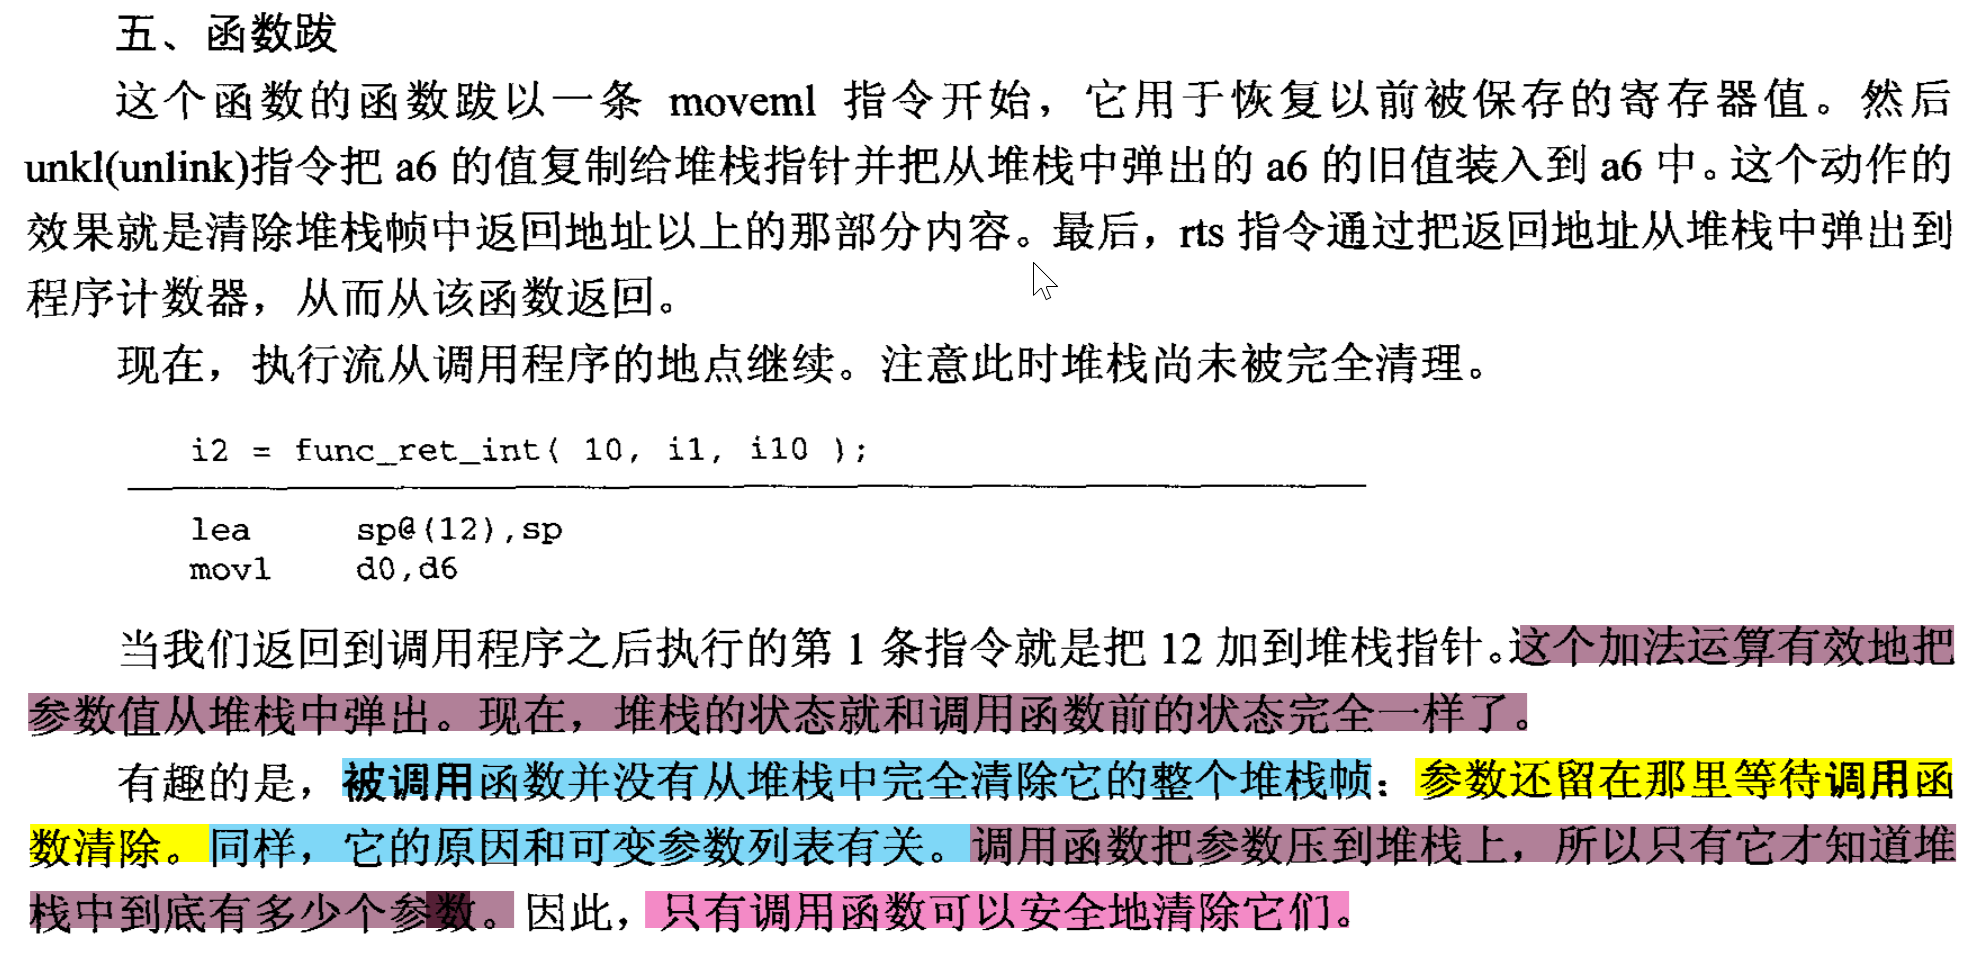 五、函数跋
这个函数的函数跋以一条 moveml 指令开始，它用于恢复以前被保存的寄存器值。然后
unkl(unlink)指令把 a6 的值复制给堆栈指针并把从堆栈中弹出的 a6 的旧值装入到 a6 中。这个动作的
效果就是清除堆栈帧中返回地址以上的那部分内容。最后，rts 指令通过把返回地址从堆栈中弹出到
程序计数器，从而从该函数返回。
现在，执行流从调用程序的地点继续。注意此时堆栈尚未被完全清理。
i2 = func_ret_int( 10, i1, i10 );
lea sp@(12),sp
movl d0,d6
当我们返回到调用程序之后执行的第 1 条指令就是把 12 加到堆栈指针。这个加法运算有效地把
参数值从堆栈中弹出。现在，堆栈的状态就和调用函数前的状态完全一样了。
有趣的是，被调用函数并没有从堆栈中完全清除它的整个堆栈帧：参数还留在那里等待调用函
数清除。同样，它的原因和可变参数列表有关。调用函数把参数压到堆栈上，所以只有它才知道堆
栈中到底有多少个参数。因此，只有调用函数可以安全地清除它们。